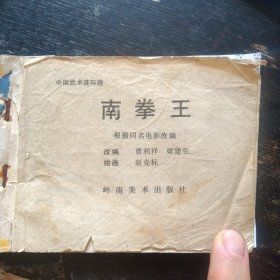 中国武术连环画
南拳王
根据同名电影改编
改编 曹利祥 梁建生
绘画 赵克标
岭南美术出版社